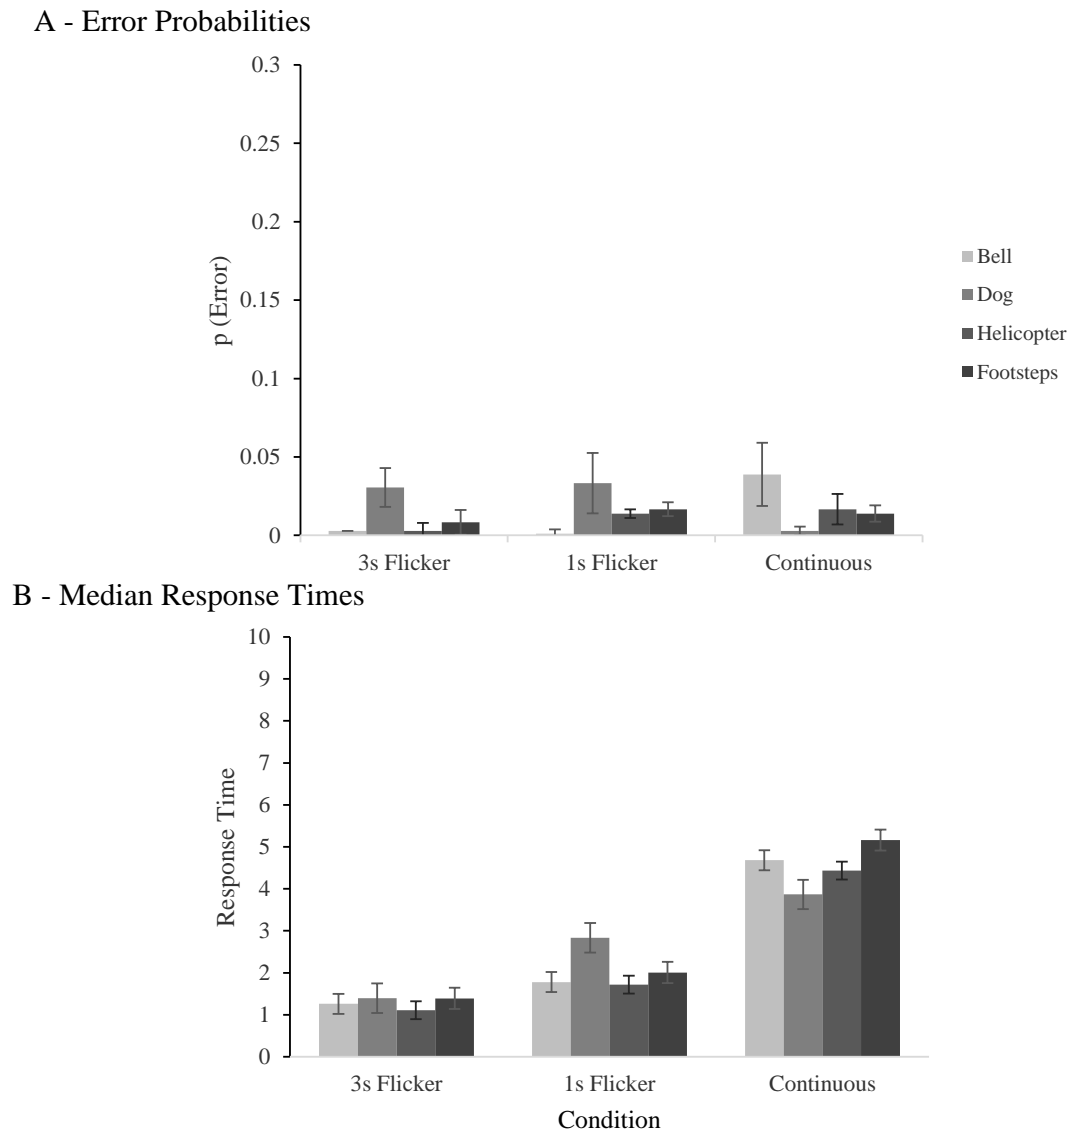 A - Error Probabilities
0.3
0.25
0.2
0.15
0.1
0.05
0
p (Error)
3s Flicker 1s Flicker Continuous
Bell
Dog
Helicopter
Footsteps
B - Median Response Times
10
9
8
7
6
5
4
3
2
1
0
Response Time
3s Flicker 1s Flicker Continuous
Condition